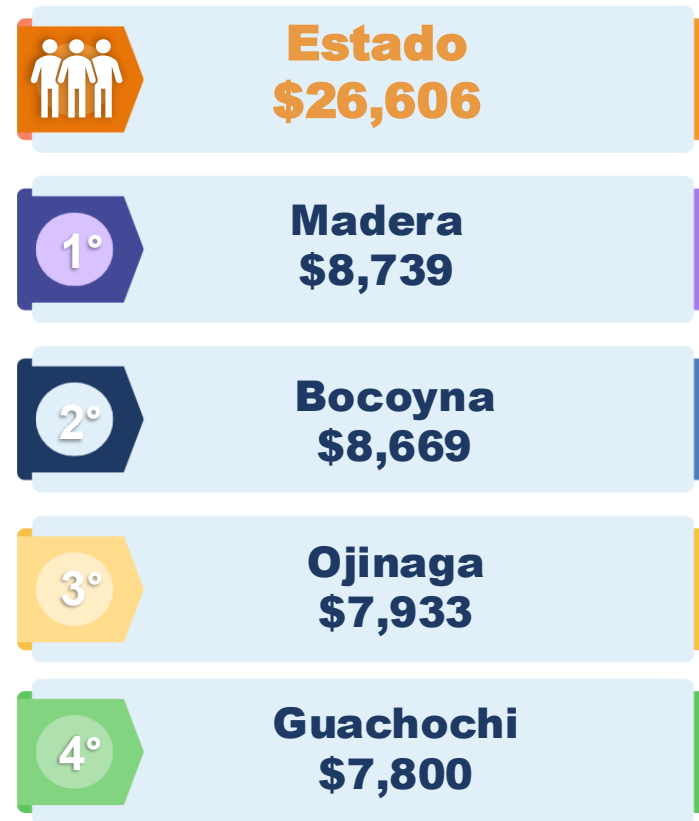 Estado
$26,606
1°
Madera
$8,739
2°
Bocoyna
$8,669
3°
Ojinaga
$7,933
4°
Guachochi
$7,800